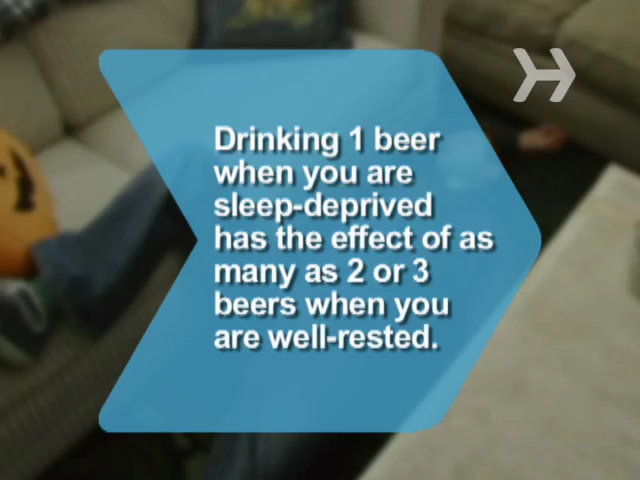 Drinking 1 beer
when you are
sleep-deprived
has the effect of as
many as 2 or 3
beers when you
are well-rested.